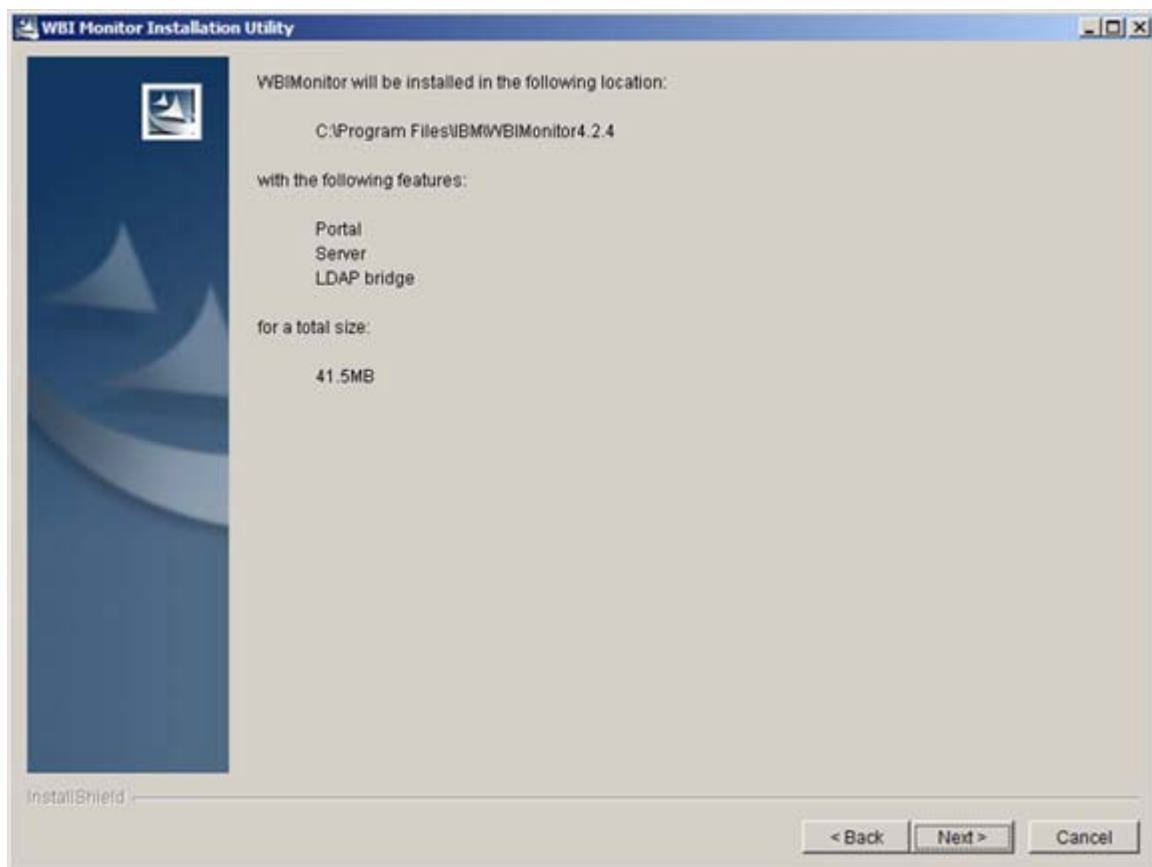 WBI Monitor Installation Utility
WBIMonitor will be installed in the following location:
C:\Program Files\IBM\WBIMonitor4.2.4
with the following features:
Portal
Server
LDAP bridge
for a total size:
41.5MB
InstallShield
< Back
Next >
Cancel